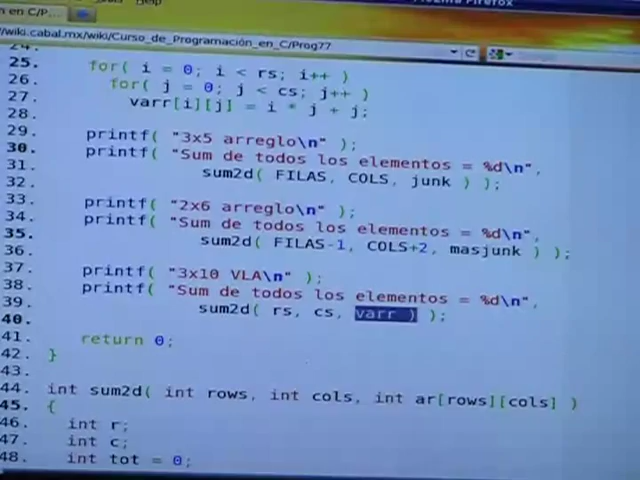 Help
en C/P...
/wiki.cabal.mx/wiki/Curso_de_Programación_en_C/Prog77
24.
25. for( i = 0; i < rs; i++ )
26. for( j = 0; j < cs; j++ )
27. varr[i][j] = i * j + j;
28.
29. printf( "3x5 arreglo\n" );
30. printf( "Sum de todos los elementos = %d\n",
31. sum2d( FILAS, COLS, junk ) );
32.
33. printf( "2x6 arreglo\n" );
34. printf( "Sum de todos los elementos = %d\n",
35. sum2d( FILAS-1, COLS+2, masjunk ) );
36.
37. printf( "3x10 VLA\n" );
38. printf( "Sum de todos los elementos = %d\n",
39. sum2d( rs, cs, varr ) );
40.
41. return 0;
42. }
43.
44. int sum2d( int rows, int cols, int ar[rows][cols] )
45. {
46. int r;
47. int c;
48. int tot = 0;